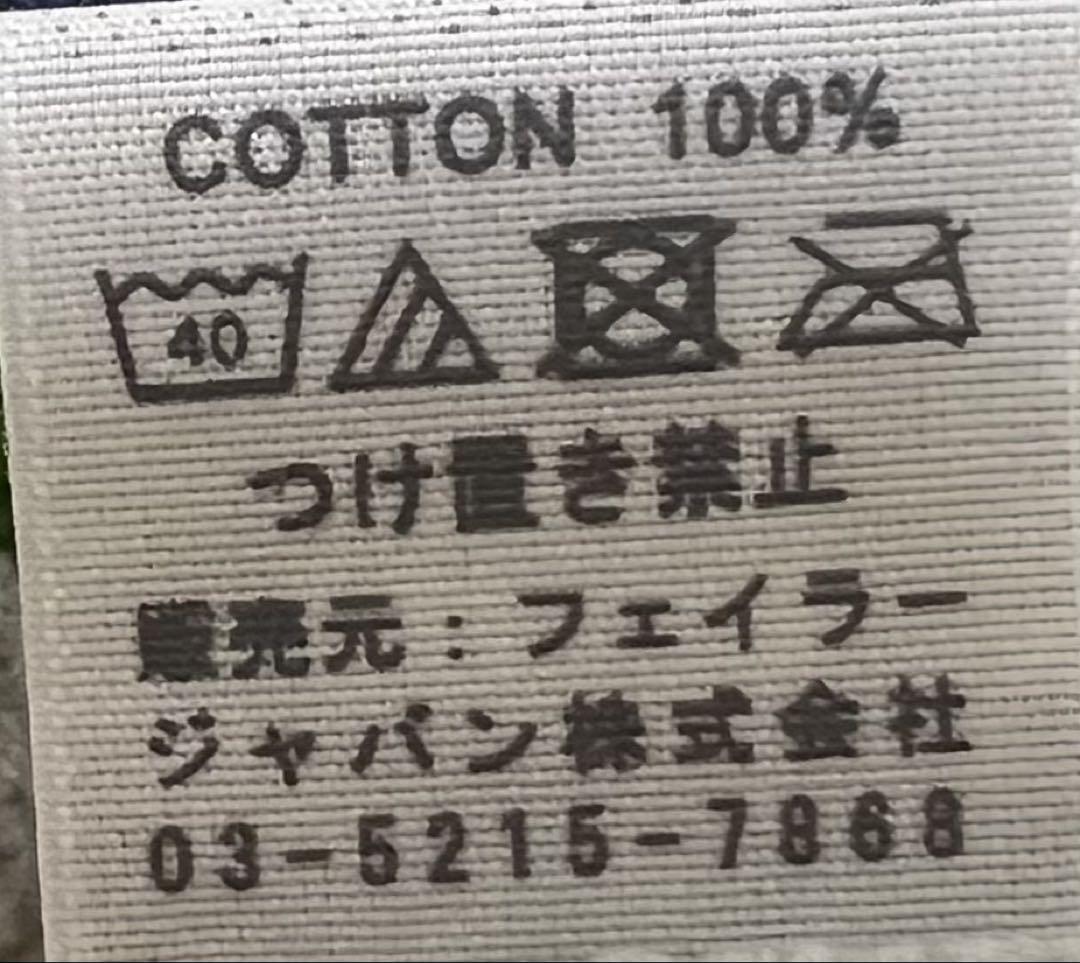 COTTON 100%
40
つけ置き禁止
販売元：フェイラー
ジャパン株式会社
03-5215-7868